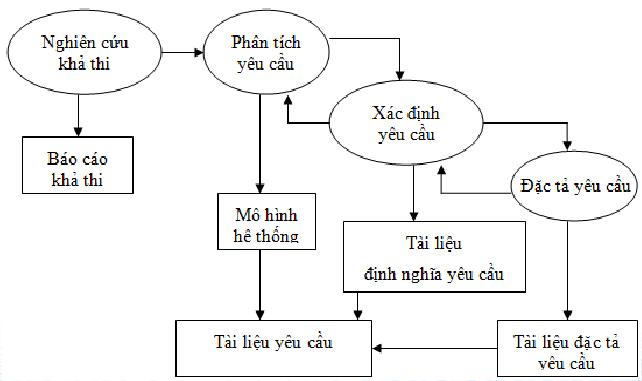 Nghiên cứu
khả thi
Phân tích
yêu cầu
Xác định
yêu cầu
Báo cáo
khả thi
Đặc tả yêu cầu
Mô hình
hê thống
Tài liệu
định nghĩa yêu cầu
Tài liệu yêu cầu
Tài liệu đặc tả
yêu cầu